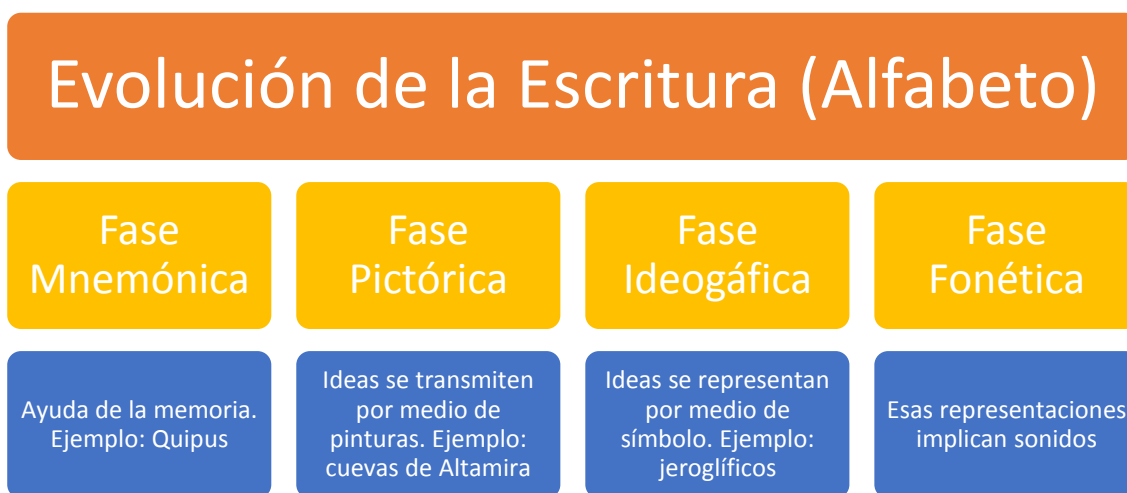 Evolución de la Escritura (Alfabeto)
Fase
Mnemónica
Ayuda de la memoria.
Ejemplo: Quipus
Fase
Pictórica
Ideas se transmiten
por medio de
pinturas. Ejemplo:
cuevas de Altamira
Fase
Ideogáfica
Ideas se representan
por medio de
símbolo. Ejemplo:
jeroglíficos
Fase
Fonética
Esas representaciones
implican sonidos